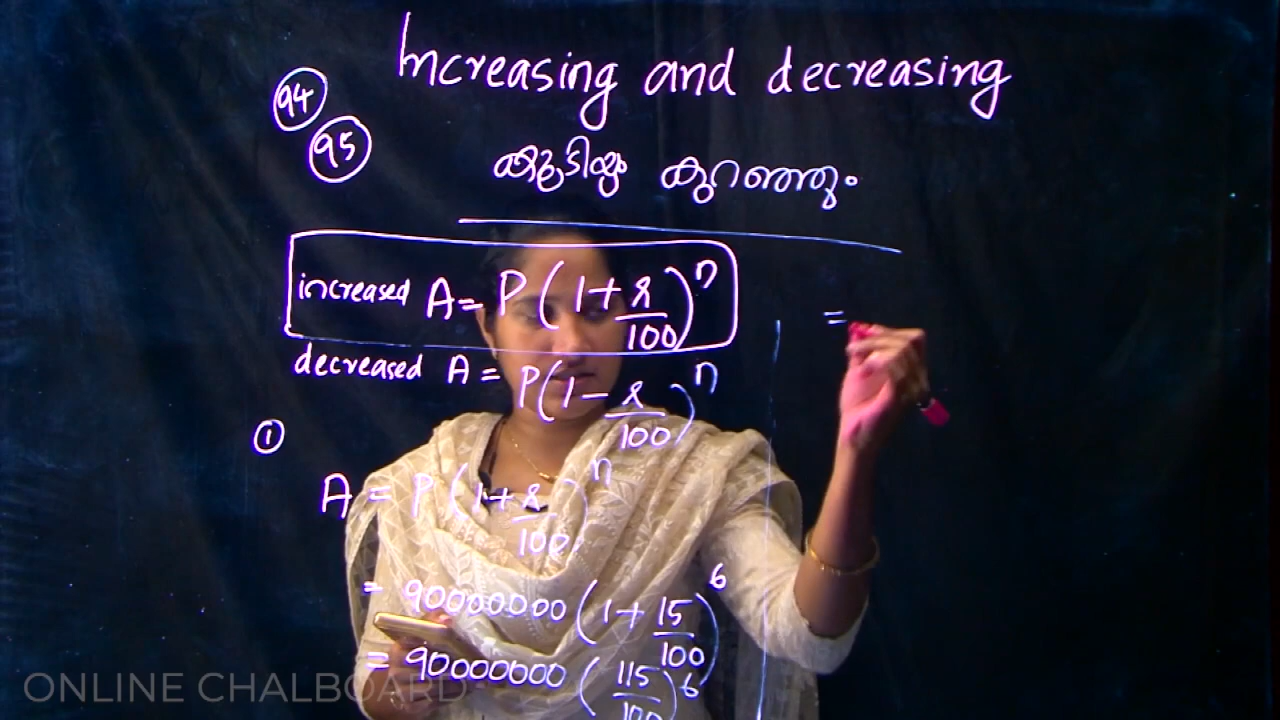 Increasing and decreasing
94
95
കൂടിയും കുറഞ്ഞും
increased A = P(1 + r/100)^n
=
decreased A = P(1 - r/100)^n
1
A = P(1 + r/100)^n
= 90000000(1 + 15/100)^6
= 90000000(115/100)^6
ONLINE CHALBOARD